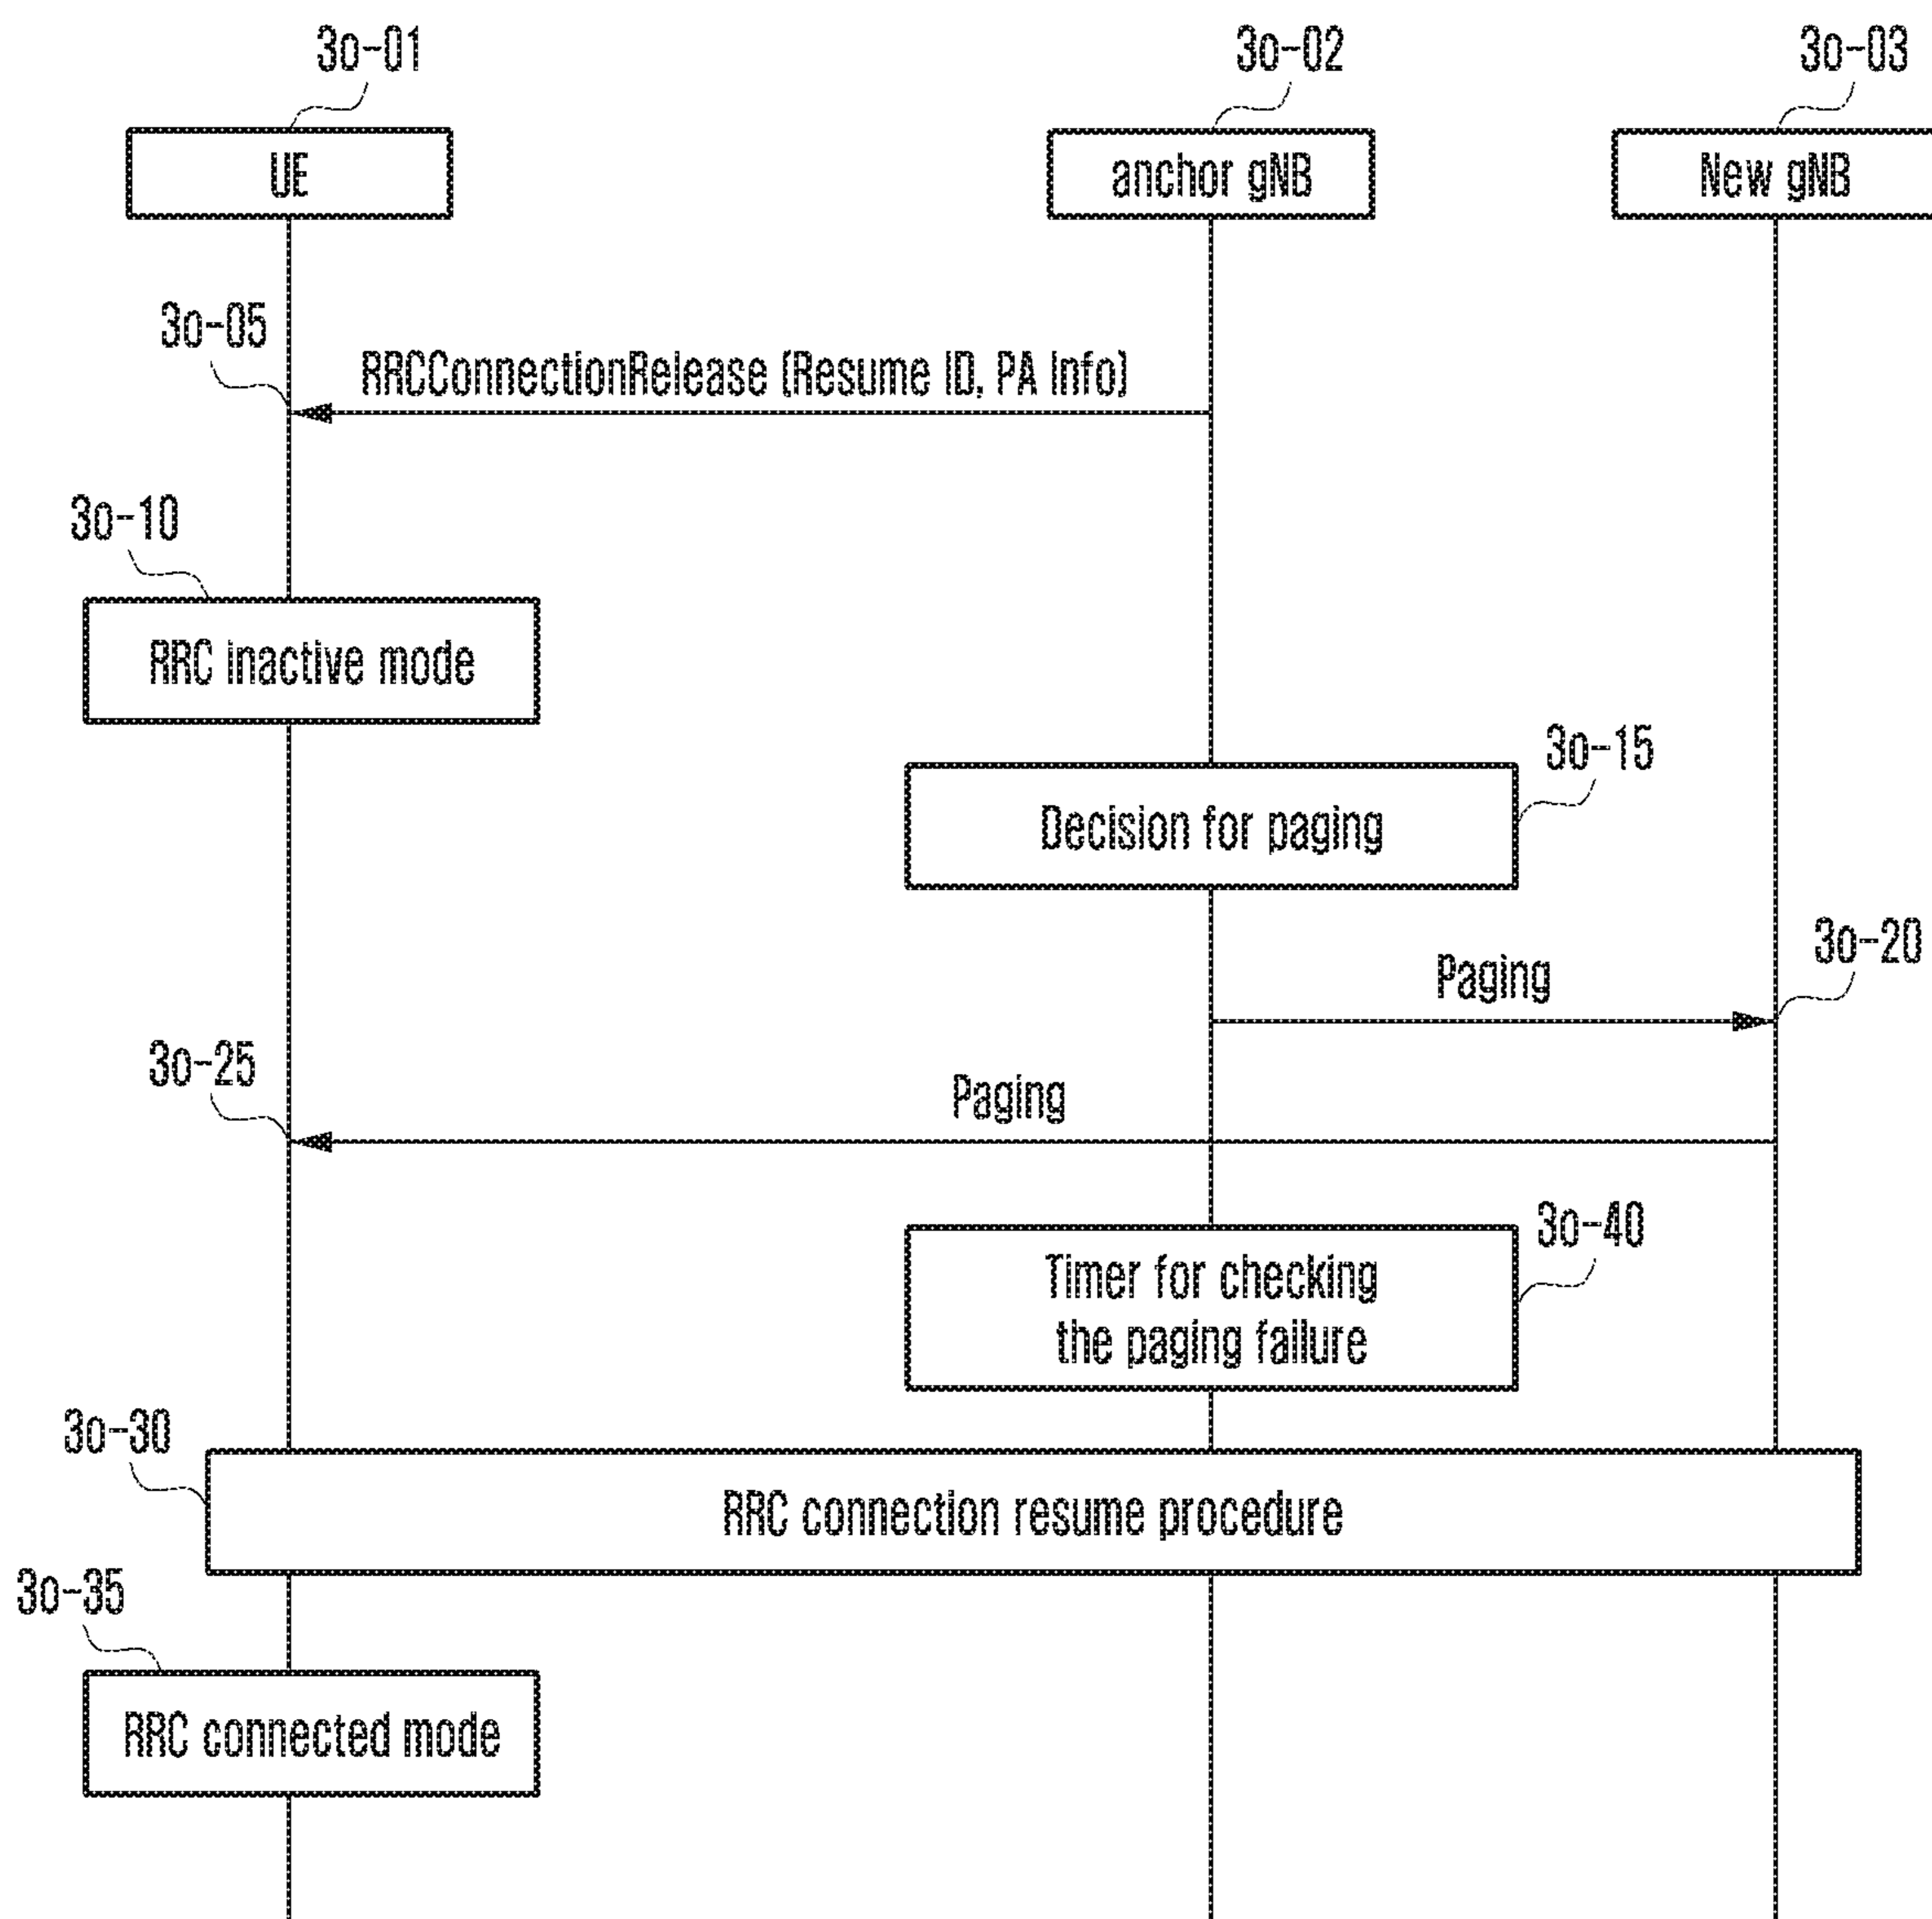 3o-01
3o-02
3o-03
UE
anchor gNB
New gNB
3o-05
RRCConnectionRelease (Resume ID, PA Info)
3o-10
RRC inactive mode
3o-15
Decision for paging
3o-20
Paging
3o-25
Paging
3o-40
Timer for checking
the paging failure
3o-30
RRC connection resume procedure
3o-35
RRC connected mode